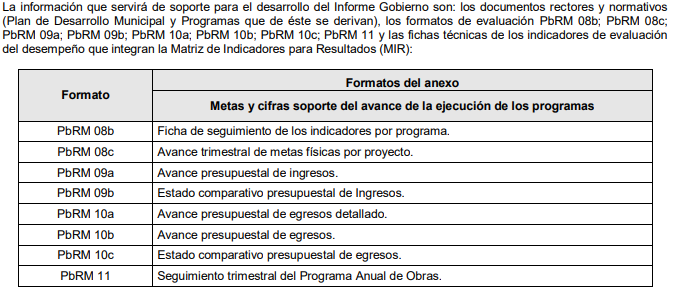 La información que servirá de soporte para el desarrollo del Informe Gobierno son: los documentos rectores y normativos
(Plan de Desarrollo Municipal y Programas que de éste se derivan), los formatos de evaluación PbRM 08b; PbRM 08c;
PbRM 09a; PbRM 09b; PbRM 10a; PbRM 10b; PbRM 10c; PbRM 11 y las fichas técnicas de los indicadores de evaluación
del desempeño que integran la Matriz de Indicadores para Resultados (MIR):
Formato
Formatos del anexo
Metas y cifras soporte del avance de la ejecución de los programas
PbRM 08b Ficha de seguimiento de los indicadores por programa.
PbRM 08c Avance trimestral de metas físicas por proyecto.
PbRM 09a Avance presupuestal de ingresos.
PbRM 09b Estado comparativo presupuestal de Ingresos.
PbRM 10a Avance presupuestal de egresos detallado.
PbRM 10b Avance presupuestal de egresos.
PbRM 10c Estado comparativo presupuestal de egresos.
PbRM 11 Seguimiento trimestral del Programa Anual de Obras.